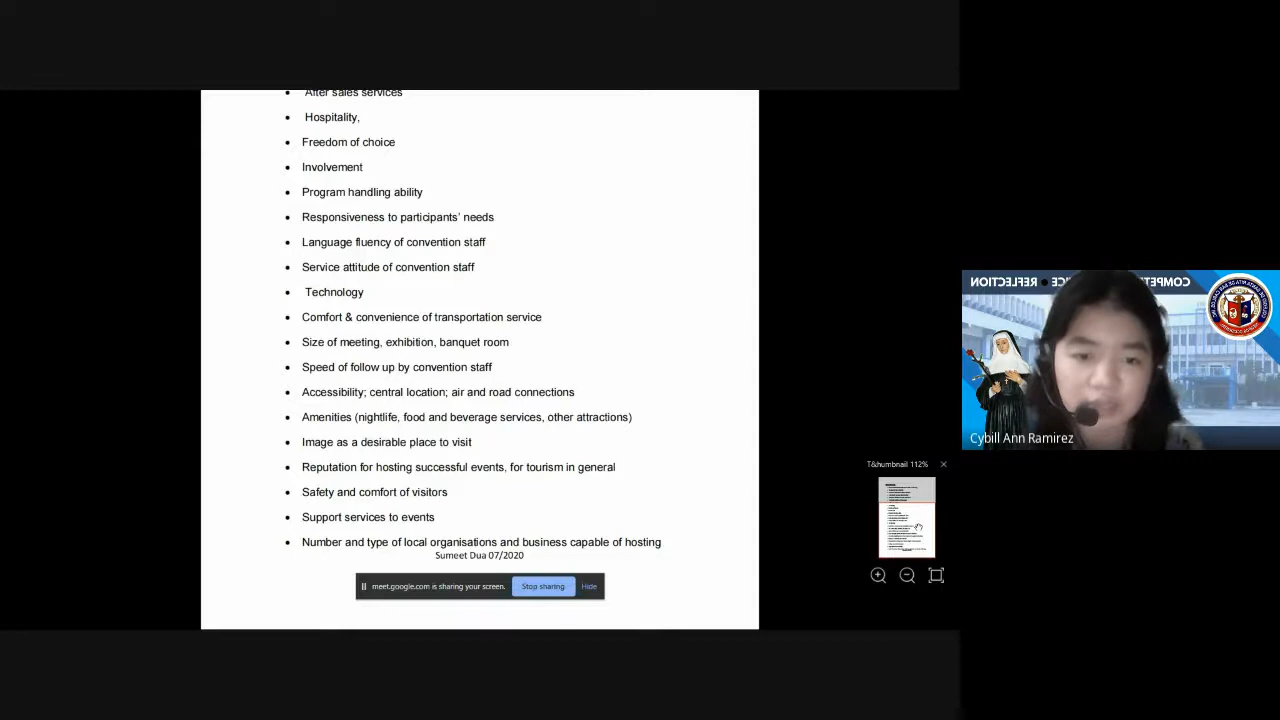 After sales services
Hospitality,
Freedom of choice
Involvement
Program handling ability
Responsiveness to participants' needs
Language fluency of convention staff
Service attitude of convention staff
Technology
Comfort & convenience of transportation service
Size of meeting, exhibition, banquet room
Speed of follow up by convention staff
Accessibility; central location; air and road connections
Amenities (nightlife, food and beverage services, other attractions)
Image as a desirable place to visit
Reputation for hosting successful events, for tourism in general
Safety and comfort of visitors
Support services to events
Number and type of local organisations and business capable of hosting
Sumeet Dua 07/2020
meet.google.com is sharing your screen. Stop sharing Hide
REFLECTION
Cybill Ann Ramirez
T&humbnail 112%